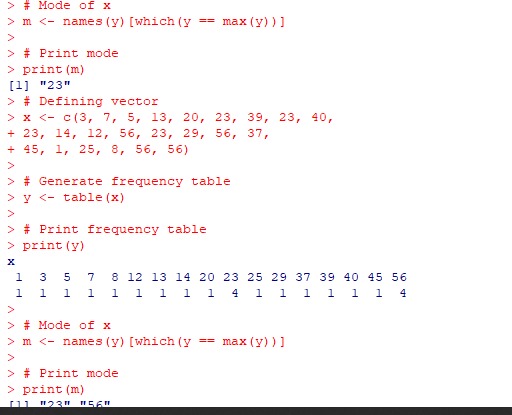 > # Mode of x
> m <- names(y)[which(y == max(y))]
>
> # Print mode
> print(m)
[1] "23"
> # Defining vector
> x <- c(3, 7, 5, 13, 20, 23, 39, 23, 40,
+ 23, 14, 12, 56, 23, 29, 56, 37,
+ 45, 1, 25, 8, 56, 56)
>
> # Generate frequency table
> y <- table(x)
>
> # Print frequency table
> print(y)
x
 1  3  5  7  8 12 13 14 20 23 25 29 37 39 40 45 56
 1  1  1  1  1  1  1  1  1  4  1  1  1  1  1  1  4
>
> # Mode of x
> m <- names(y)[which(y == max(y))]
>
> # Print mode
> print(m)
[1] "23" "56"